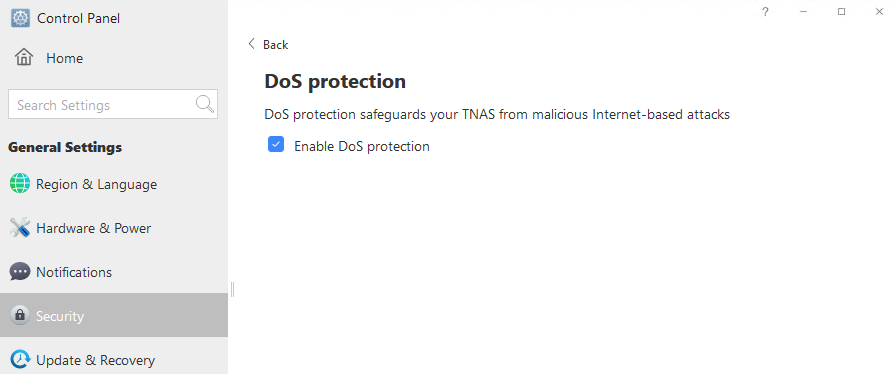 Control Panel
?
Home
Search Settings
General Settings
Region & Language
Hardware & Power
Notifications
Security
Update & Recovery
Back
DoS protection
DoS protection safeguards your TNAS from malicious Internet-based attacks
Enable DoS protection